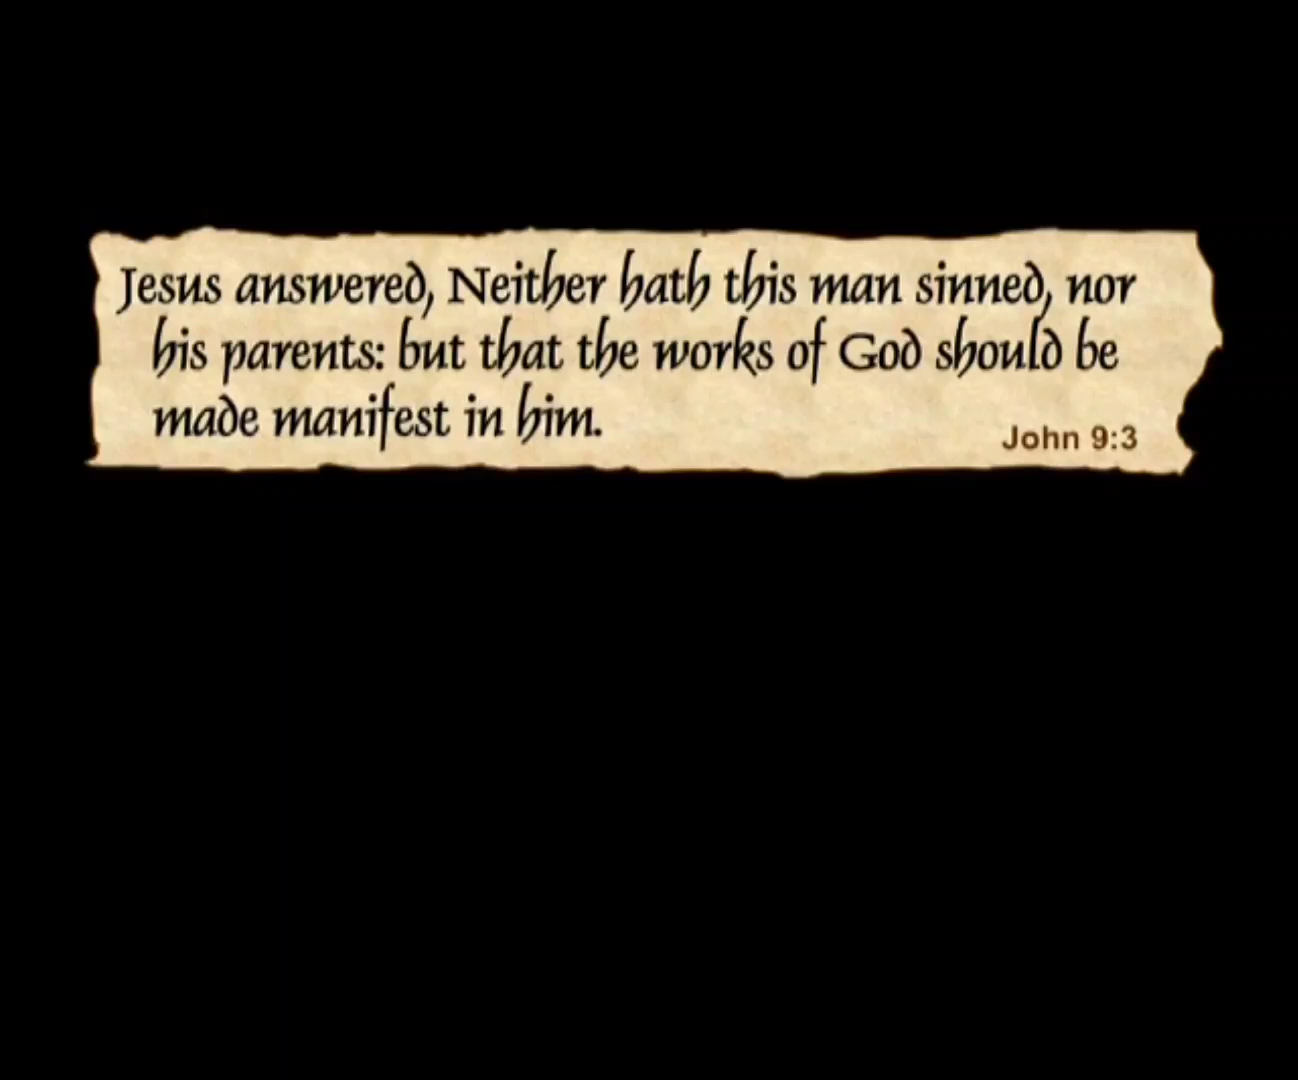 Jesus answered, Neither hath this man sinned, nor
his parents: but that the works of God should be
made manifest in him.
John 9:3